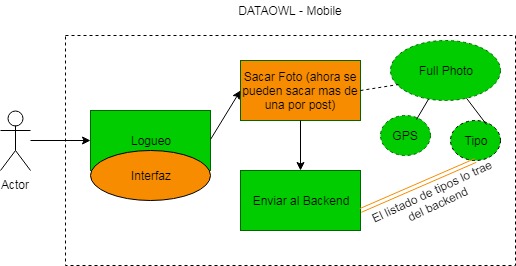 DATAOWL - Mobile
Sacar Foto (ahora se
pueden sacar mas de
una por post)
Full Photo
Logueo
GPS
Tipo
Interfaz
Actor
Enviar al Backend
El listado de tipos lo trae
del backend